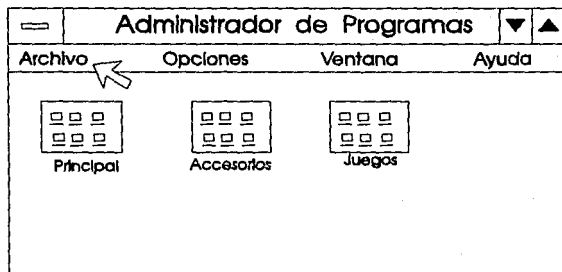 Administrador de Programas
Archivo Opciones Ventana Ayuda
Principal Accesorios Juegos